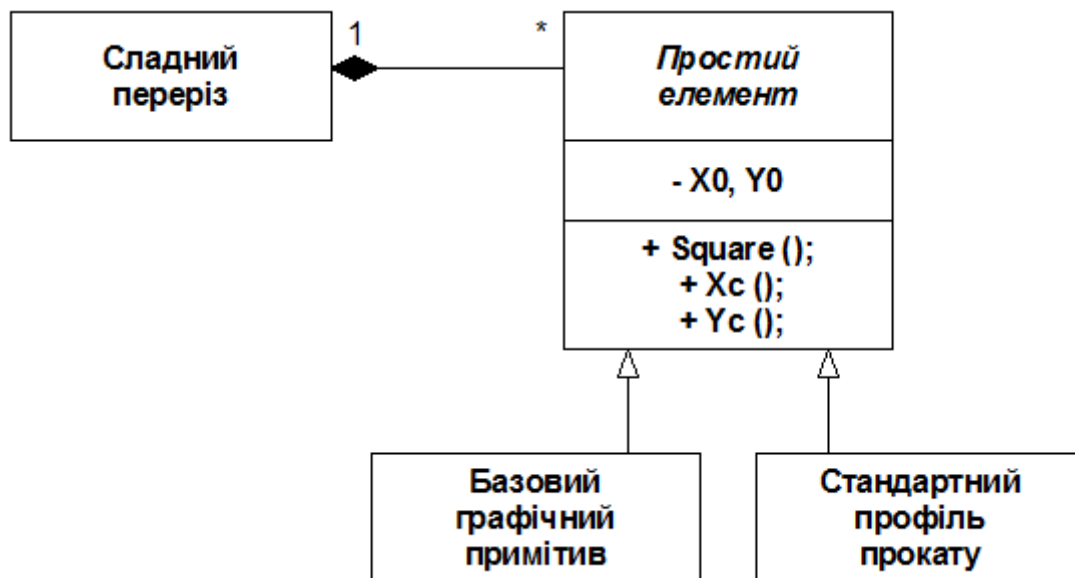 Сладний
переріз
1
*
Простий
елемент
- X0, Y0
+ Square ();
+ Xc ();
+ Yc ();
Базовий
графічний
примітив
Стандартний
профіль
прокату